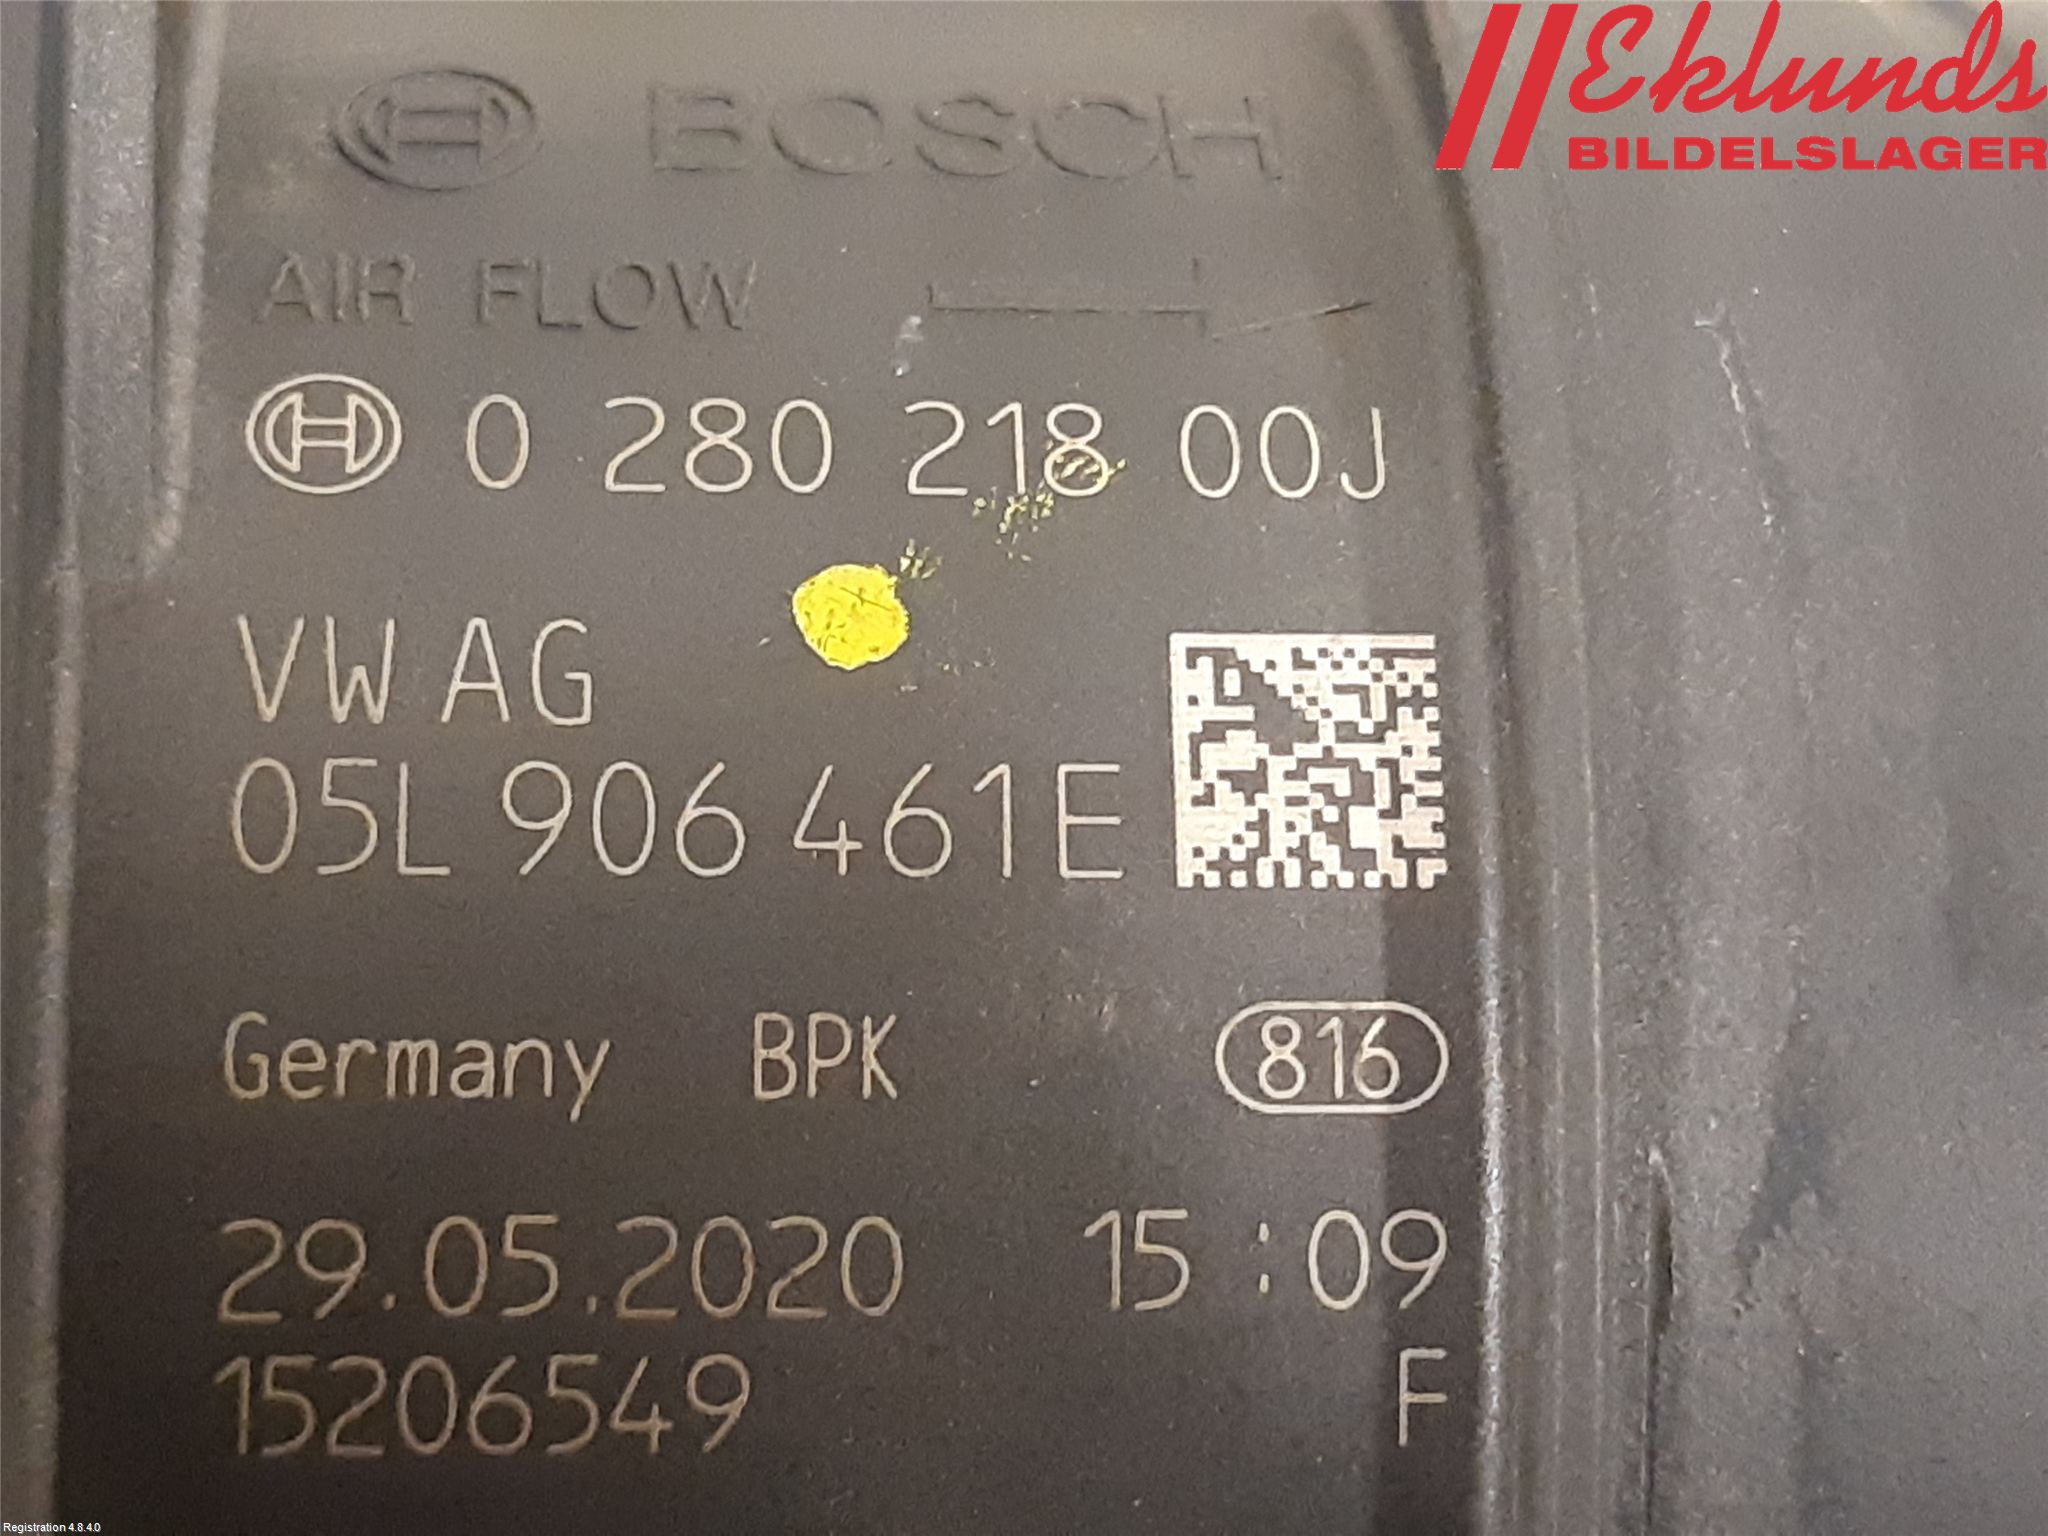 Eklunds
BILDELSLAGER
BOSCH
AIR FLOW
0 280 218 00J
VW AG
05L 906 461 E
Germany BPK 816
29.05.2020 15:09
15206549 F
Registration 4.8.4.0